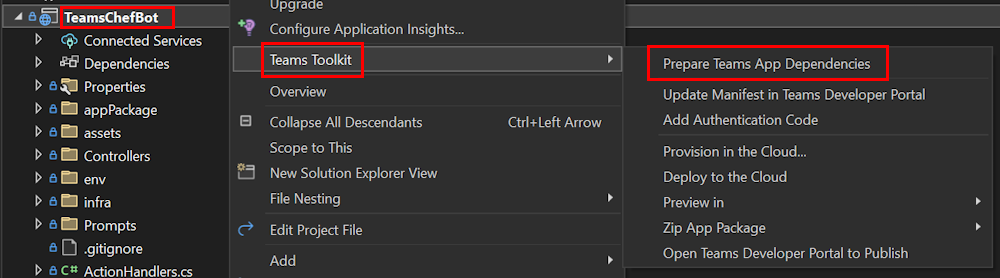 TeamsChefBot
Connected Services
Dependencies
Properties
appPackage
assets
Controllers
env
infra
Prompts
.gitignore
ActionHandlers.cs
Upgrade
Configure Application Insights...
Teams Toolkit
Overview
Collapse All Descendants Ctrl+Left Arrow
Scope to This
New Solution Explorer View
File Nesting
Edit Project File
Add
Prepare Teams App Dependencies
Update Manifest in Teams Developer Portal
Add Authentication Code
Provision in the Cloud...
Deploy to the Cloud
Preview in
Zip App Package
Open Teams Developer Portal to Publish